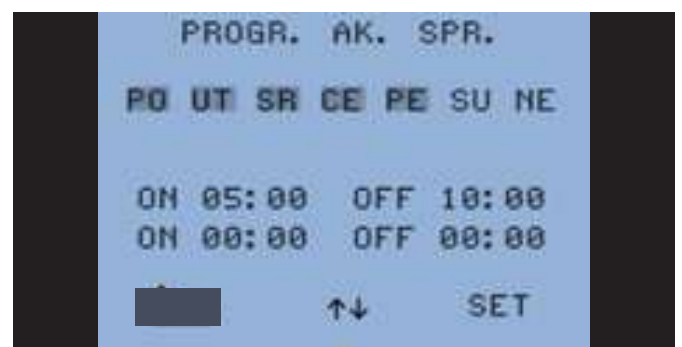 PROGR. AK. SPR.
PO UT SR CE PE SU NE
ON 05:00 OFF 10:00
ON 00:00 OFF 00:00
↑↓ SET